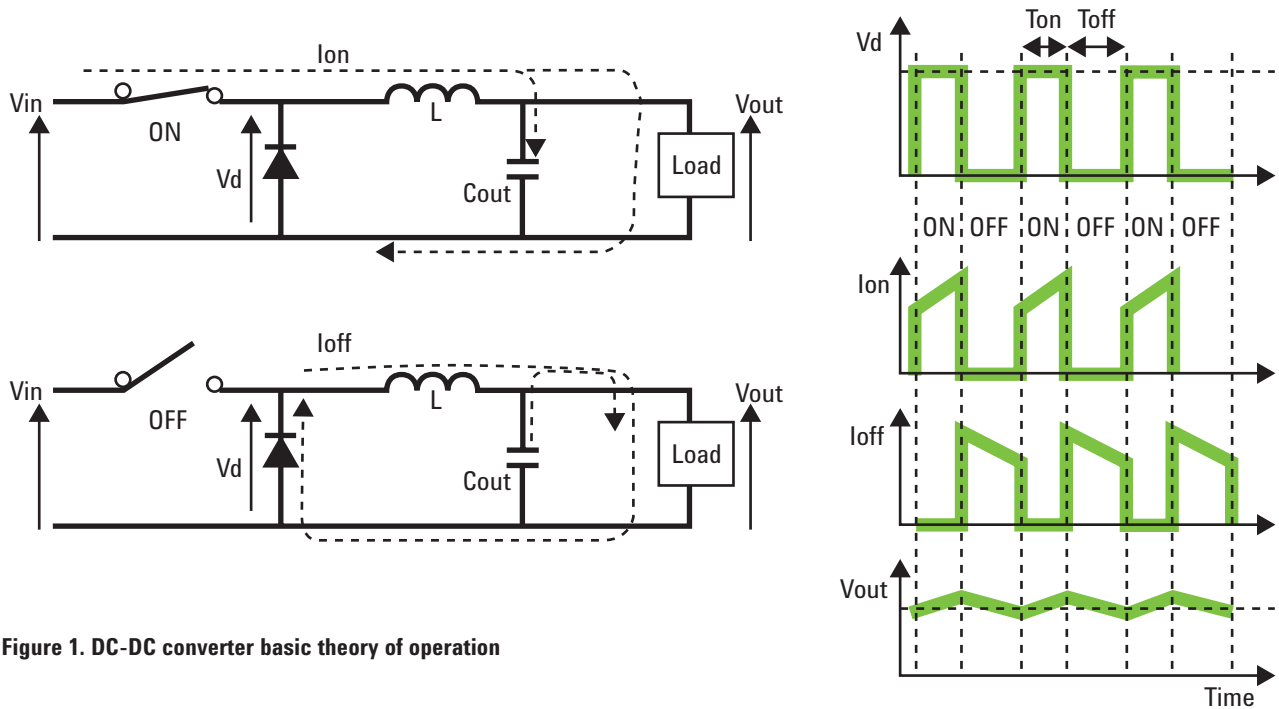 Ion
Vin
ON
Vd
L
Cout
Load
Vout
Ioff
Vin
OFF
Vd
L
Cout
Load
Vout
Figure 1. DC-DC converter basic theory of operation
Ton Toff
Vd
ON OFF ON OFF ON OFF
Ion
Ioff
Vout
Time